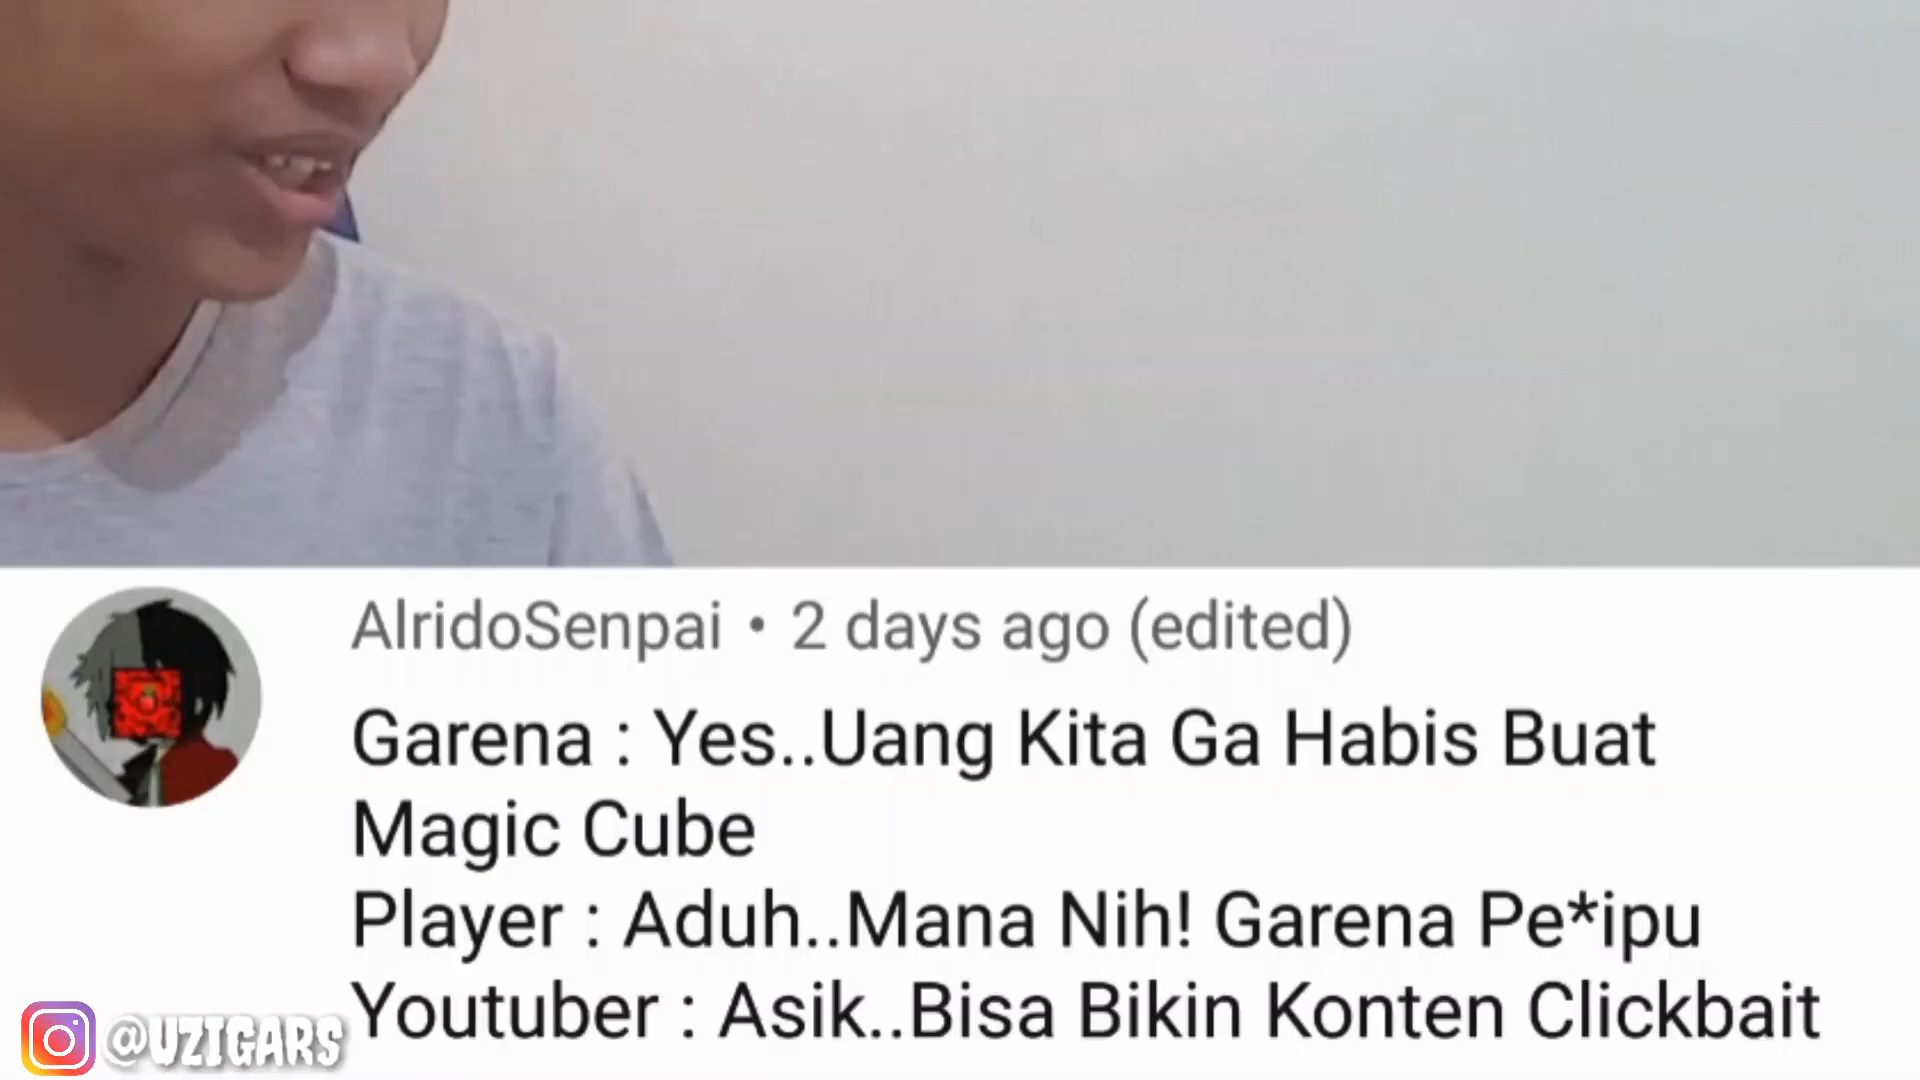 AlridoSenpai • 2 days ago (edited)
Garena : Yes..Uang Kita Ga Habis Buat
Magic Cube
Player : Aduh..Mana Nih! Garena Pe*ipu
Youtuber : Asik..Bisa Bikin Konten Clickbait
@UZIGARS